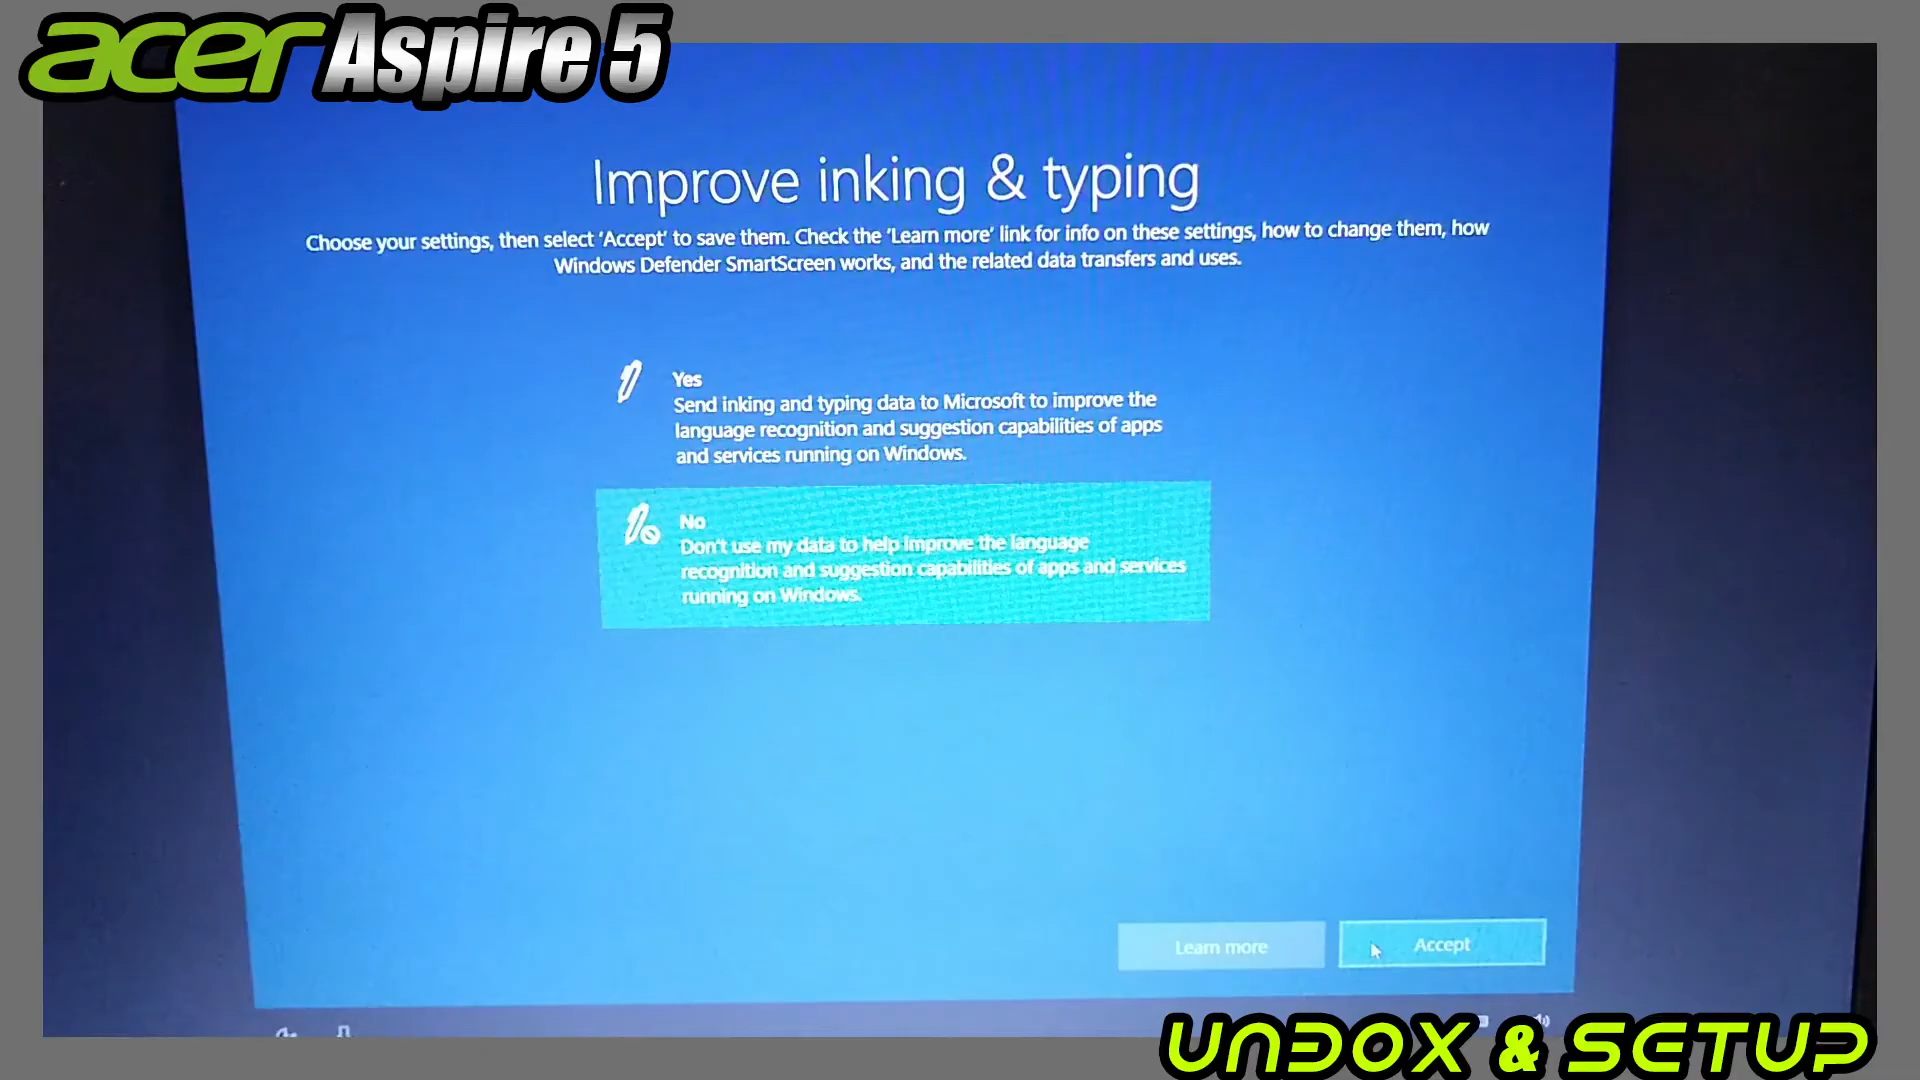 acer Aspire 5
Improve inking & typing
Choose your settings, then select ‘Accept’ to save them. Check the ‘Learn more’ link for info on these settings, how to change them, how
Windows Defender SmartScreen works, and the related data transfers and uses.
Yes
Send inking and typing data to Microsoft to improve the
language recognition and suggestion capabilities of apps
and services running on Windows.
No
Don't use my data to help improve the language
recognition and suggestion capabilities of apps and services
running on Windows.
Learn more
Accept
UNBOX & SETUP